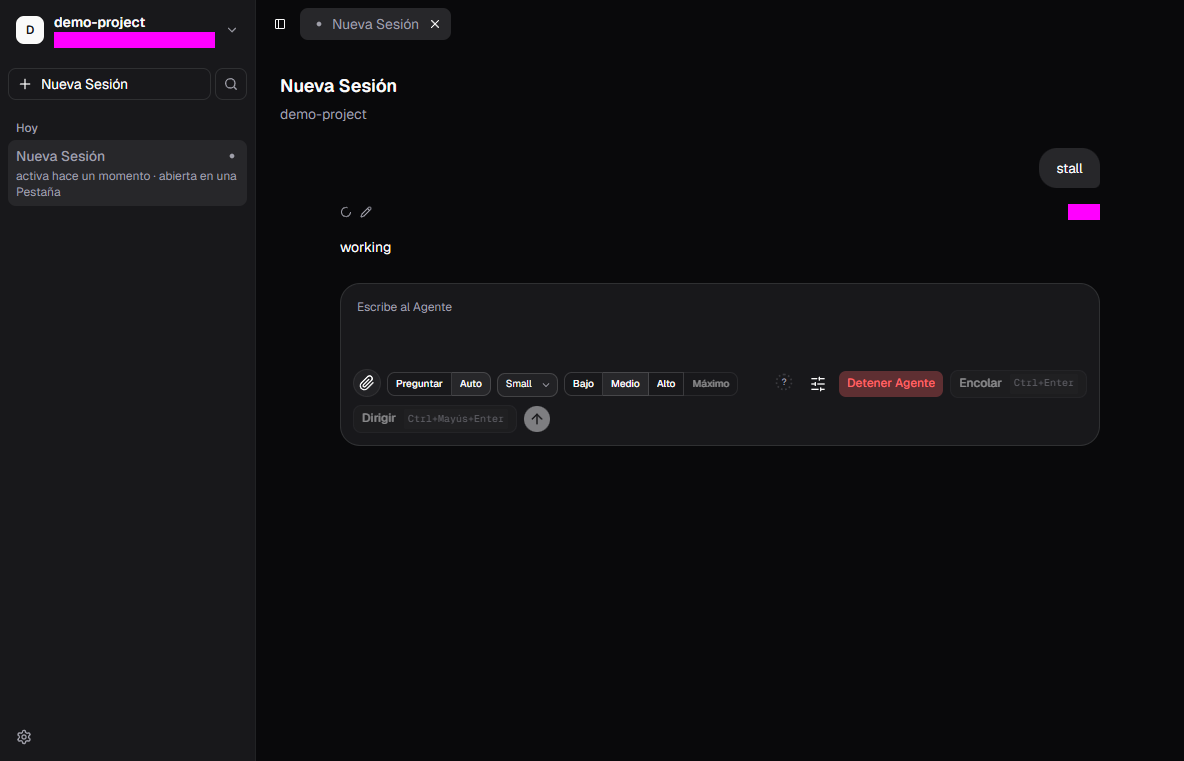 D
demo-project
Nueva Sesión
Hoy
Nueva Sesión
activa hace un momento · abierta en una
Pestaña
Nueva Sesión
Nueva Sesión
demo-project
stall
working
Escribe al Agente
Preguntar Auto Small Bajo Medio Alto Máximo ? Detener Agente Encolar Ctrl+Enter
Dirigir Ctrl+Mayús+Enter